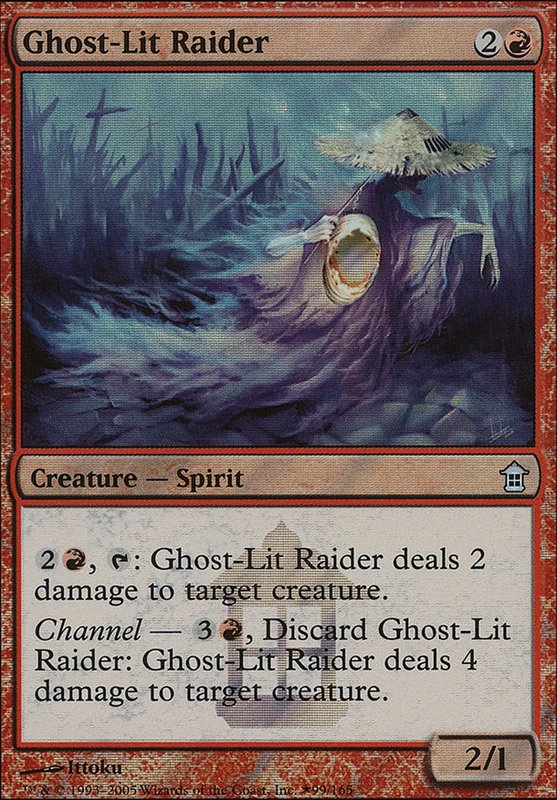 Ghost-Lit Raider 2
Creature — Spirit
2, : Ghost-Lit Raider deals 2
damage to target creature.
Channel — 3, Discard Ghost-Lit
Raider: Ghost-Lit Raider deals 4
damage to target creature.
2/1
Ittoku
™ & © 1993-2005 Wizards of the Coast, Inc. ★99/165